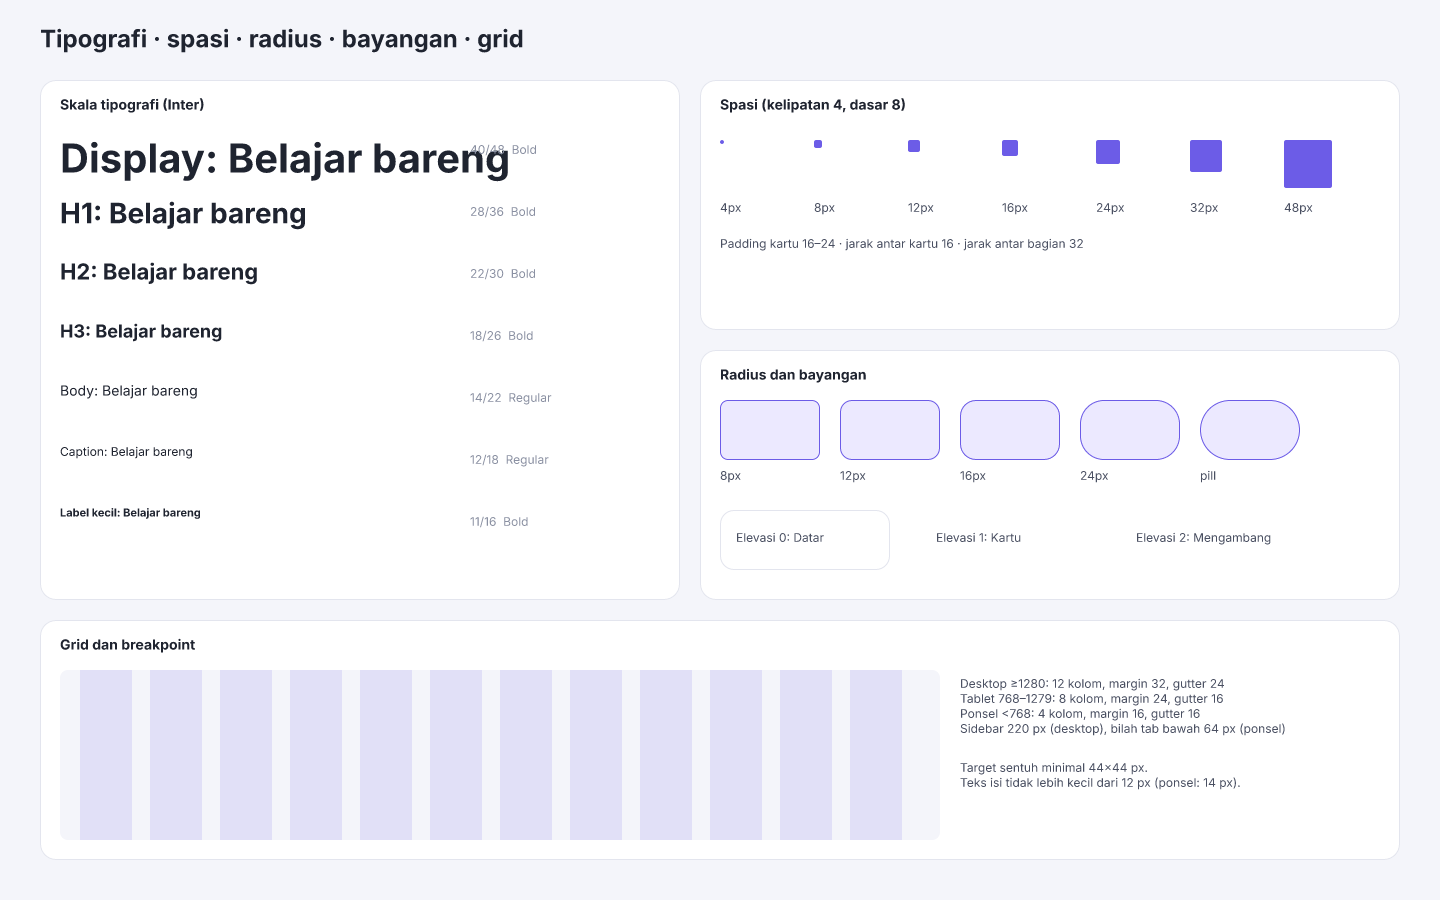 Tipografi · spasi · radius · bayangan · grid
Skala tipografi (Inter)
Display: Belajar bareng
40/48 Bold
H1: Belajar bareng
28/36 Bold
H2: Belajar bareng
22/30 Bold
H3: Belajar bareng
18/26 Bold
Body: Belajar bareng
14/22 Regular
Caption: Belajar bareng
12/18 Regular
Label kecil: Belajar bareng
11/16 Bold
Spasi (kelipatan 4, dasar 8)
4px 8px 12px 16px 24px 32px 48px
Padding kartu 16–24 · jarak antar kartu 16 · jarak antar bagian 32
Radius dan bayangan
8px 12px 16px 24px pill
Elevasi 0: Datar Elevasi 1: Kartu Elevasi 2: Mengambang
Grid dan breakpoint
Desktop ≥1280: 12 kolom, margin 32, gutter 24
Tablet 768–1279: 8 kolom, margin 24, gutter 16
Ponsel <768: 4 kolom, margin 16, gutter 16
Sidebar 220 px (desktop), bilah tab bawah 64 px (ponsel)
Target sentuh minimal 44×44 px.
Teks isi tidak lebih kecil dari 12 px (ponsel: 14 px).